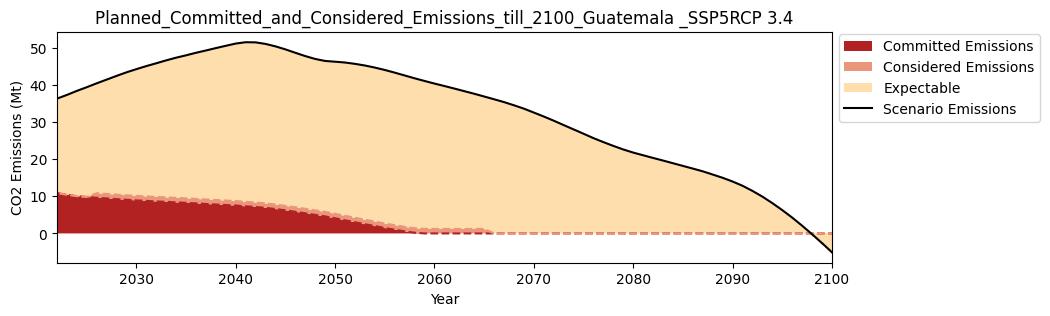 Planned_Committed_and_Considered_Emissions_till_2100_Guatemala _SSP5RCP 3.4
Committed Emissions
Considered Emissions
Expectable
Scenario Emissions
CO2 Emissions (Mt)
50
40
30
20
10
0
2030 2040 2050 2060 2070 2080 2090 2100
Year